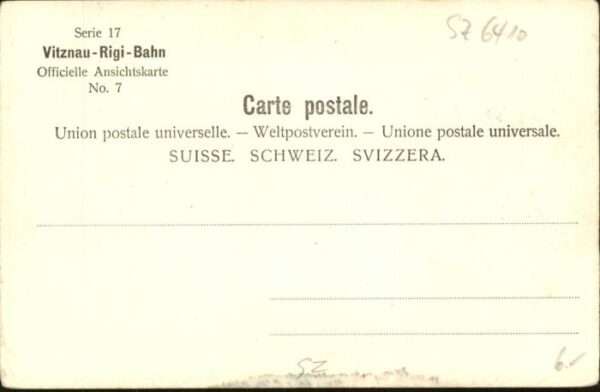 Serie 17
Vitznau-Rigi-Bahn
Officielle Ansichtskarte
No. 7
SZ 6410
Carte postale.
Union postale universelle. — Weltpostverein. — Unione postale universale.
SUISSE. SCHWEIZ. SVIZZERA.
SZ
6.-